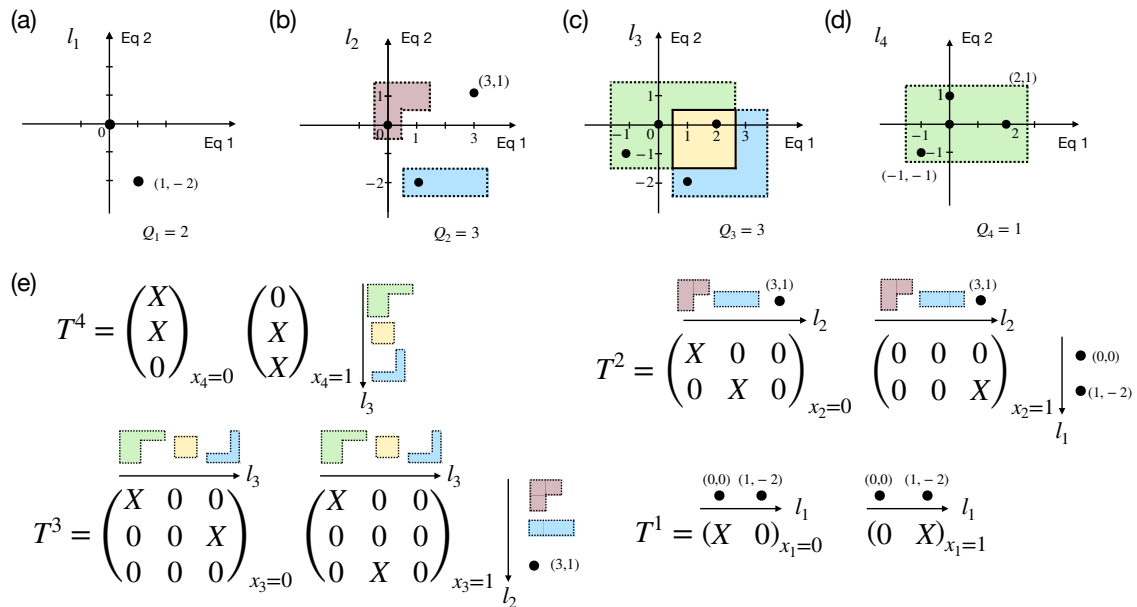 (a)
l₁
Eq 2
0
Eq 1
(1, − 2)
Q₁ = 2
(b)
l₂
Eq 2
(3,1)
1
0
1
3
Eq 1
−2
Q₂ = 3
(c)
l₃
Eq 2
1
0
−1
1
2
3
−1
Eq 1
−2
Q₃ = 3
(d)
l₄
Eq 2
(2,1)
1
−1
2
−1
Eq 1
(−1, −1)
Q₄ = 1
(e)
T⁴ = (X X 0)ₓ₄₌₀ (0 X X)ₓ₄₌₁
l₃
l₃ l₃
T³ = (X 0 0
0 0 X
0 0 0)ₓ₃₌₀
(X 0 0
0 0 0
0 X 0)ₓ₃₌₁
(3,1)
l₂
(3,1) (3,1)
l₂ l₂
T² = (X 0 0
0 X 0)ₓ₂₌₀
(0 0 0
0 0 X)ₓ₂₌₁
(0,0)
(1, − 2)
l₁
(0,0) (1, − 2) (0,0) (1, − 2)
l₁ l₁
T¹ = (X 0)ₓ₁₌₀ (0 X)ₓ₁₌₁